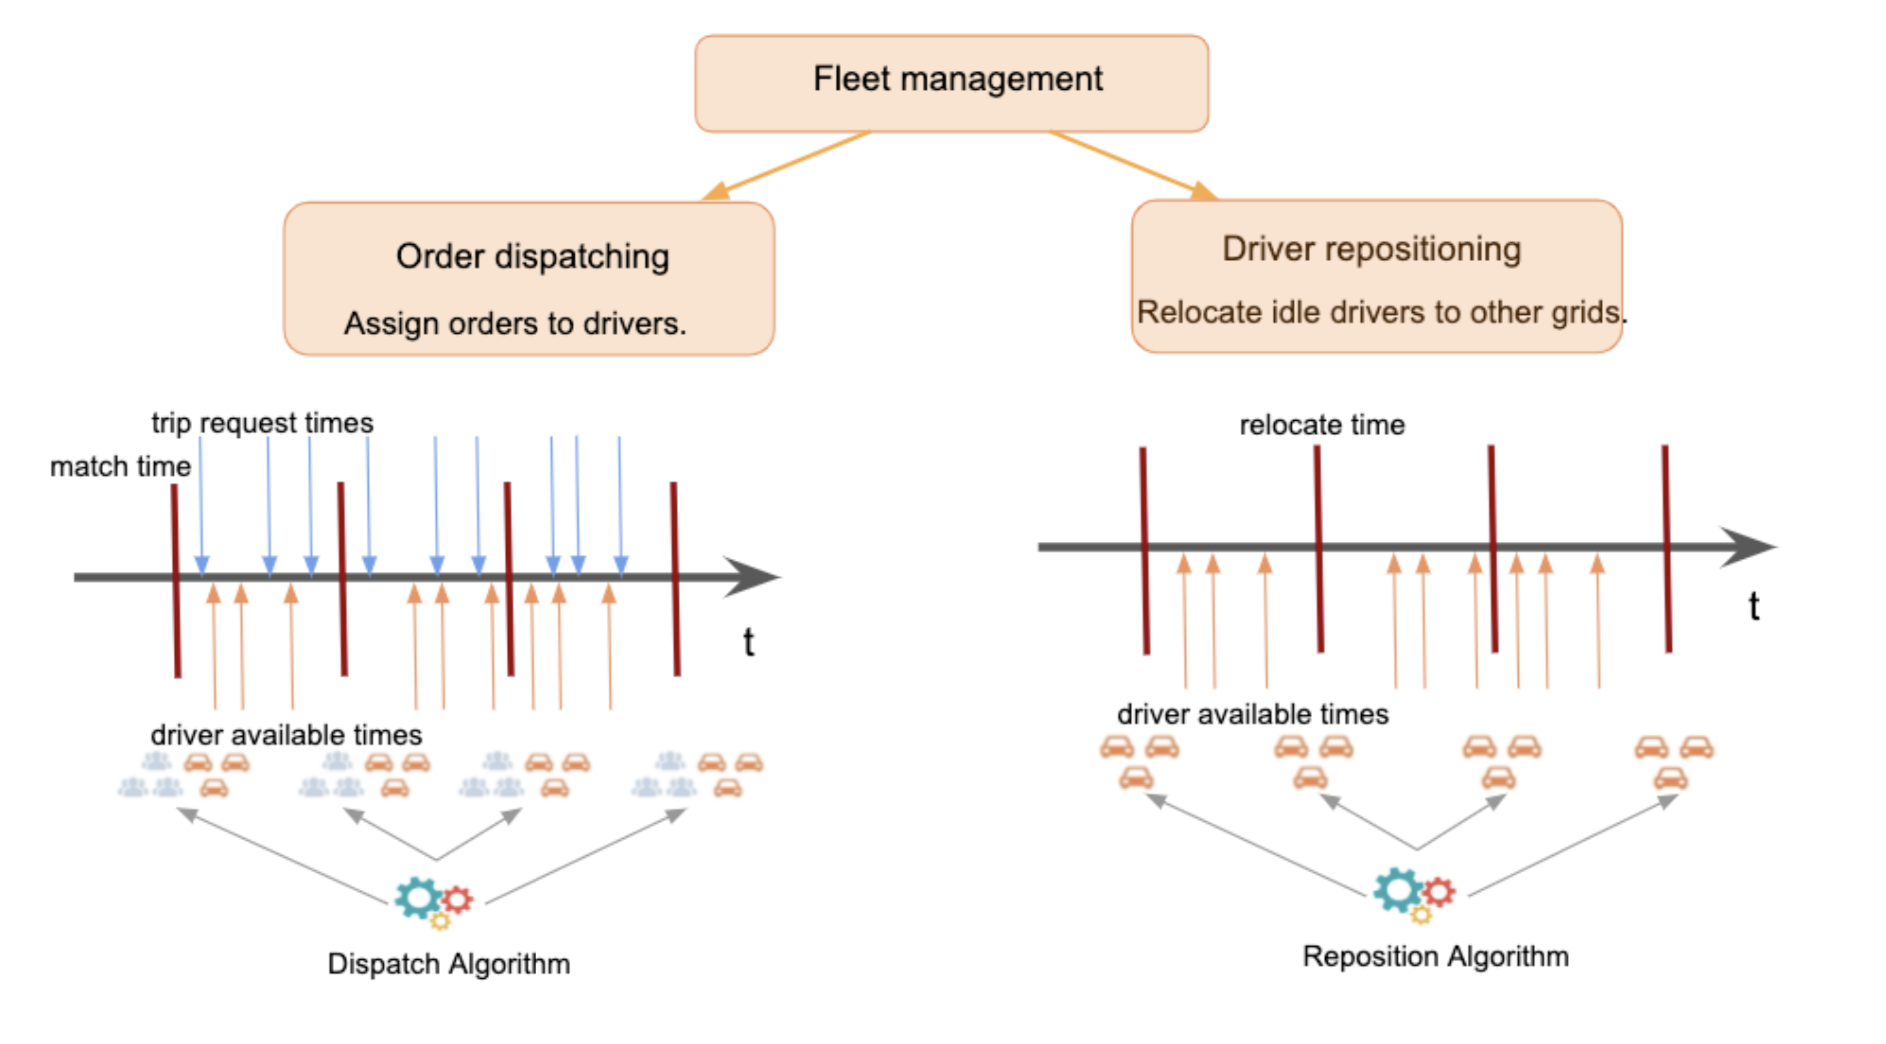 Fleet management
Order dispatching
Assign orders to drivers.
Driver repositioning
Relocate idle drivers to other grids.
trip request times
match time
t
driver available times
Dispatch Algorithm
relocate time
t
driver available times
Reposition Algorithm